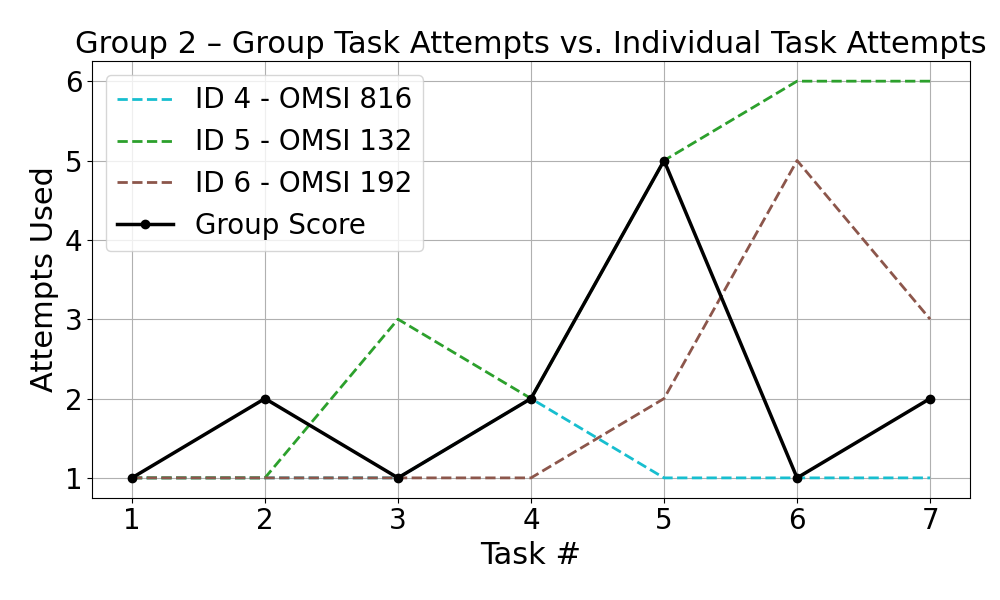 Group 2 – Group Task Attempts vs. Individual Task Attempts
ID 4 - OMSI 816
ID 5 - OMSI 132
ID 6 - OMSI 192
Group Score
Attempts Used
6
5
4
3
2
1
1 2 3 4 5 6 7
Task #